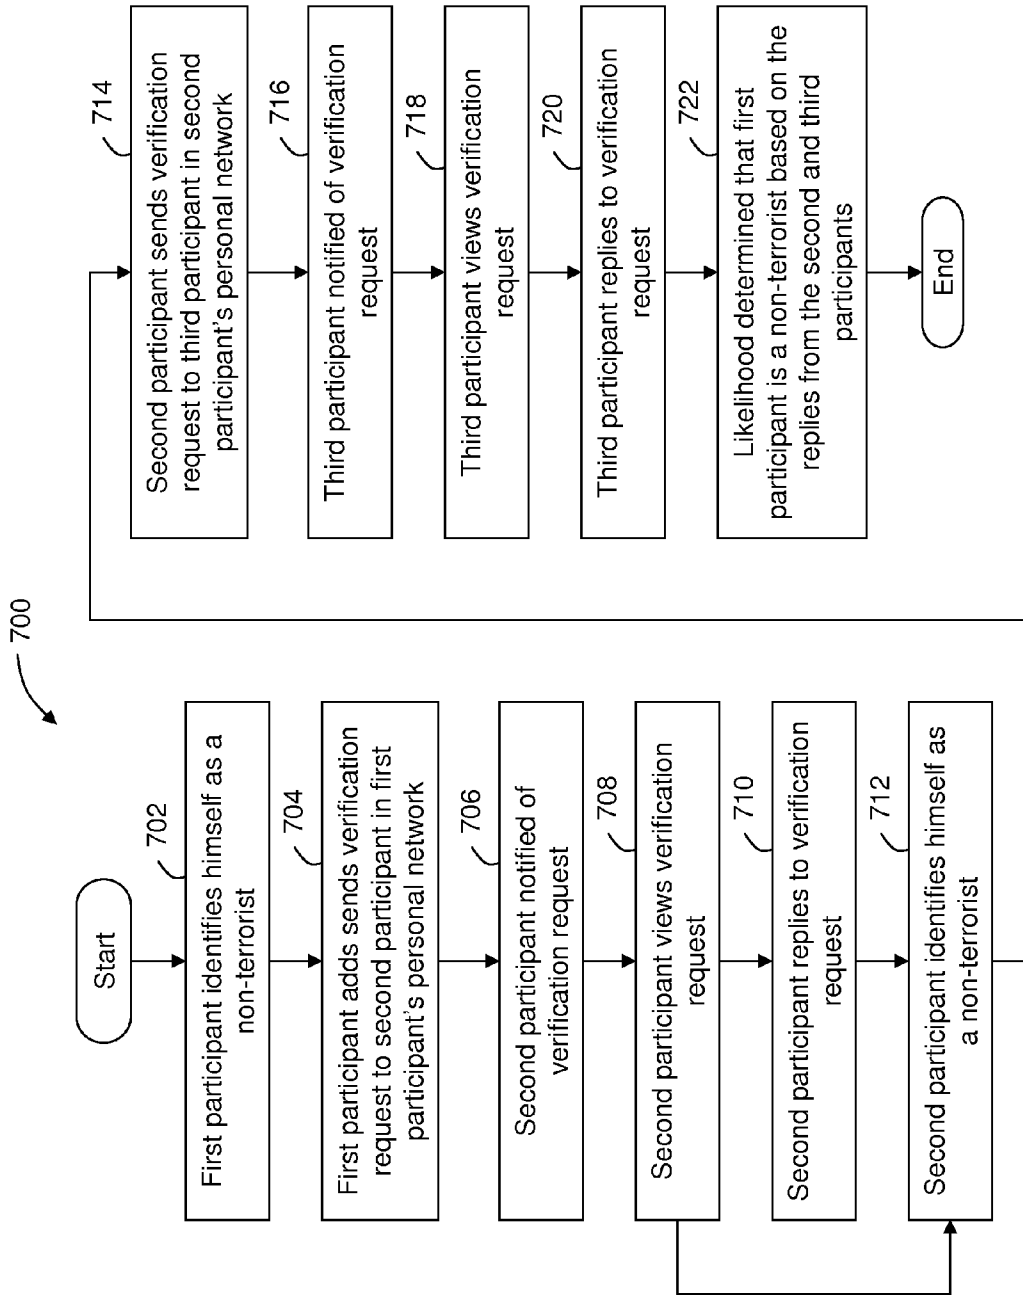 700
Start
702
First participant identifies himself as a
non-terrorist
704
First participant adds sends verification
request to second participant in first
participant's personal network
706
Second participant notified of
verification request
708
Second participant views verification
request
710
Second participant replies to verification
request
712
Second participant identifies himself as
a non-terrorist
714
Second participant sends verification
request to third participant in second
participant's personal network
716
Third participant notified of verification
request
718
Third participant views verification
request
720
Third participant replies to verification
request
722
Likelihood determined that first
participant is a non-terrorist based on the
replies from the second and third
participants
End